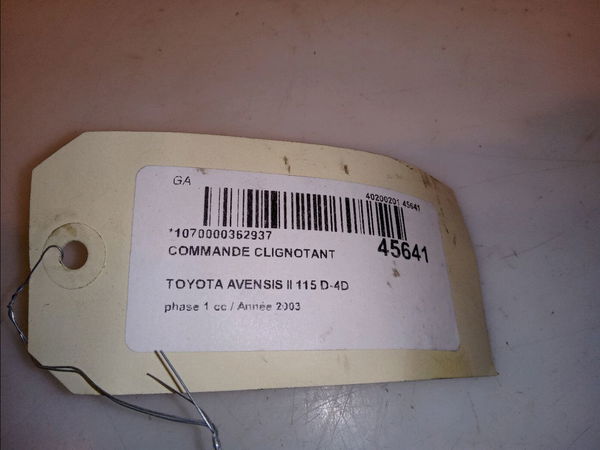 GA
40200201 45641
*1070000362937
45641
COMMANDE CLIGNOTANT
TOYOTA AVENSIS II 115 D-4D
phase 1 cc / Année 2003